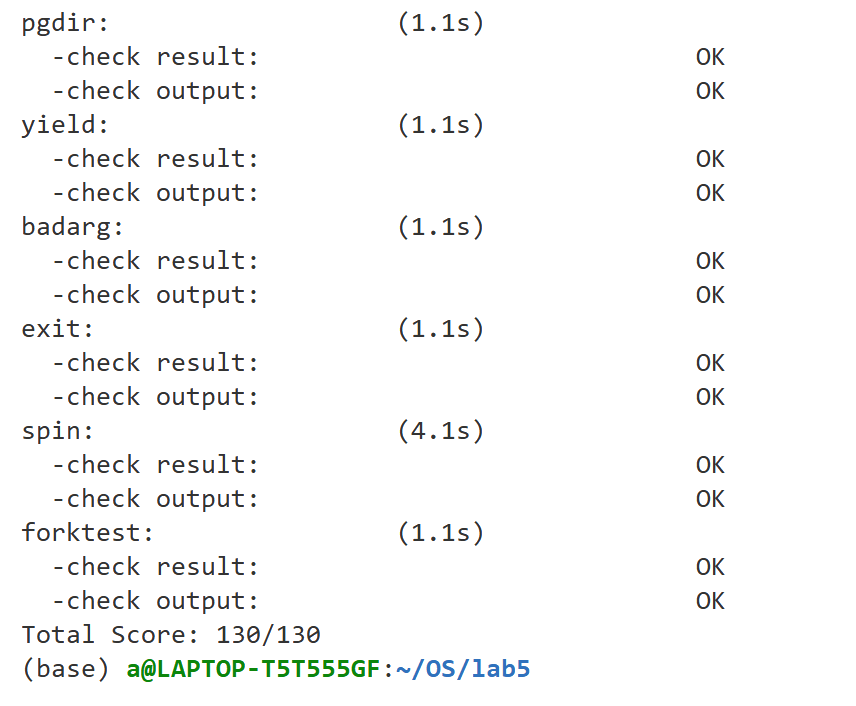 pgdir:                   (1.1s)
  -check result:                             OK
  -check output:                             OK
yield:                   (1.1s)
  -check result:                             OK
  -check output:                             OK
badarg:                  (1.1s)
  -check result:                             OK
  -check output:                             OK
exit:                    (1.1s)
  -check result:                             OK
  -check output:                             OK
spin:                    (4.1s)
  -check result:                             OK
  -check output:                             OK
forktest:                (1.1s)
  -check result:                             OK
  -check output:                             OK
Total Score: 130/130
(base) a@LAPTOP-T5T555GF:~/OS/lab5